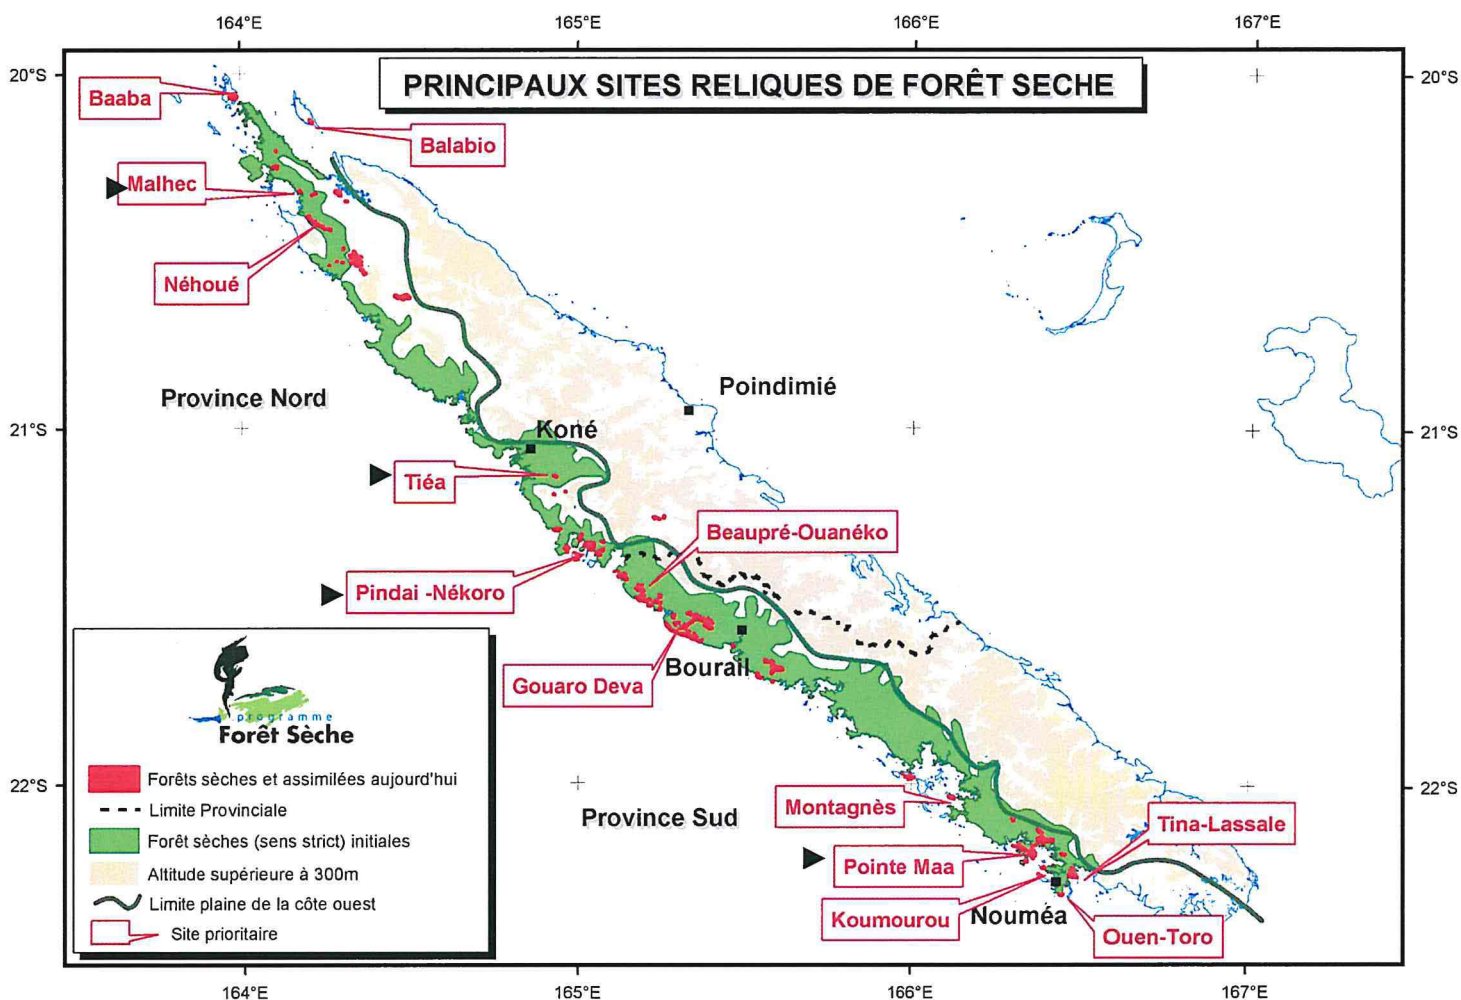 164°E 165°E 166°E 167°E
20°S 20°S
PRINCIPAUX SITES RELIQUES DE FORÊT SECHE
Baaba
Balabio
Malhec
Néhoué
Province Nord
Poindimié
21°S 21°S
Koné
Tiéa
Beaupré-Ouanéko
Pindai -Nékoro
Bourail
Gouaro Deva
programme
Forêt Sèche
Forêts sèches et assimilées aujourd'hui
Limite Provinciale
Forêt sèches (sens strict) initiales
Altitude supérieure à 300m
Limite plaine de la côte ouest
Site prioritaire
22°S 22°S
Province Sud
Montagnès
Tina-Lassale
Pointe Maa
Koumourou
Nouméa
Ouen-Toro
164°E 165°E 166°E 167°E